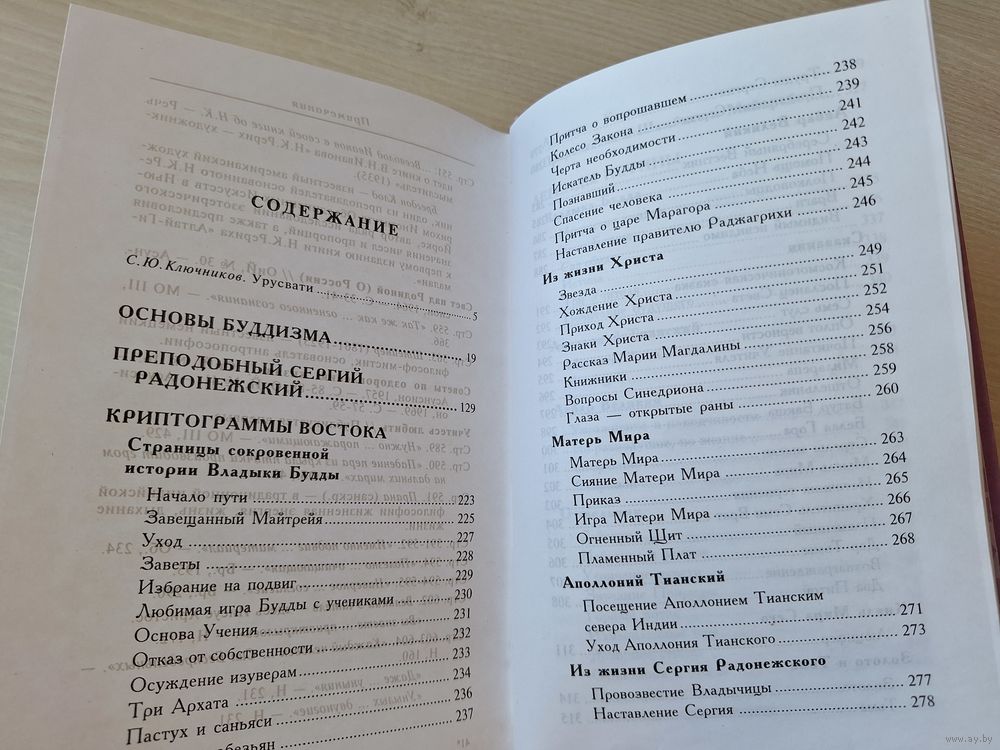 СОДЕРЖАНИЕ
С.Ю.Ключников. Урусвати 5
ОСНОВЫ БУДДИЗМА 19
ПРЕПОДОБНЫЙ СЕРГИЙ
РАДОНЕЖСКИЙ 129
КРИПТОГРАММЫ ВОСТОКА
Страницы сокровенной
истории Владыки Будды
Начало пути 223
Завещанный Майтрейя 225
Уход 227
Заветы 228
Избрание на подвиг 229
Любимая игра Будды с учениками 230
Основа Учения 231
Отказ от собственности 232
Осуждение изуверам 233
Три Архата 234
Пастух и саньяси 236
237
Притча о вопрошавшем 238
Колесо Закона 239
Черта необходимости 241
Искатель Будды 242
Познавший 243
Спасение человека 244
Притча о царе Марагора 245
Наставление правителю Раджагрихи 246
Из жизни Христа
Звезда 249
Хождение Христа 251
Приход Христа 252
Знаки Христа 254
Рассказ Марии Магдалины 256
Книжники 258
Вопросы Синедриона 259
Глаза — открытые раны 260
Матерь Мира
Матерь Мира 263
Сияние Матери Мира 264
Приказ 265
Игра Матери Мира 266
Огненный Щит 267
Пламенный Плат 268
Аполлоний Тианский
Посещение Аполлонием Тианским
севера Индии 271
Уход Аполлония Тианского 273
Из жизни Сергия Радонежского
Провозвестие Владычицы 277
Наставление Сергия 278
www.ay.by